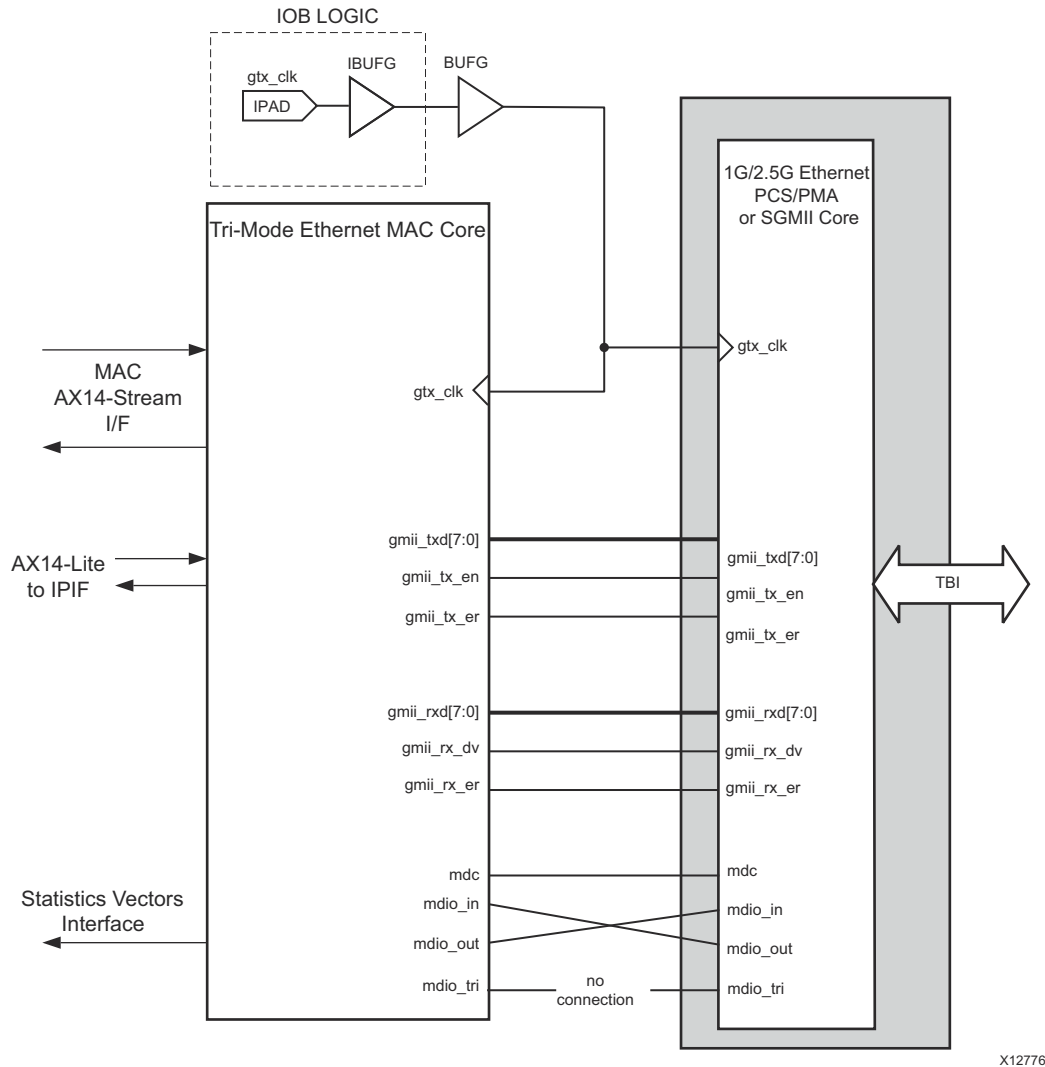 IOB LOGIC
gtx_clk
IBUFG
BUFG
IPAD
1G/2.5G Ethernet
PCS/PMA
or SGMII Core
Tri-Mode Ethernet MAC Core
gtx_clk
MAC
AX14-Stream
I/F
gtx_clk
gmii_txd[7:0]
gmii_txd[7:0]
AX14-Lite
to IPIF
gmii_tx_en
gmii_tx_en
TBI
gmii_tx_er
gmii_tx_er
gmii_rxd[7:0]
gmii_rxd[7:0]
gmii_rx_dv
gmii_rx_dv
gmii_rx_er
gmii_rx_er
mdc
mdc
Statistics Vectors
Interface
mdio_in
mdio_in
mdio_out
mdio_out
mdio_tri
no
connection
mdio_tri
X12776